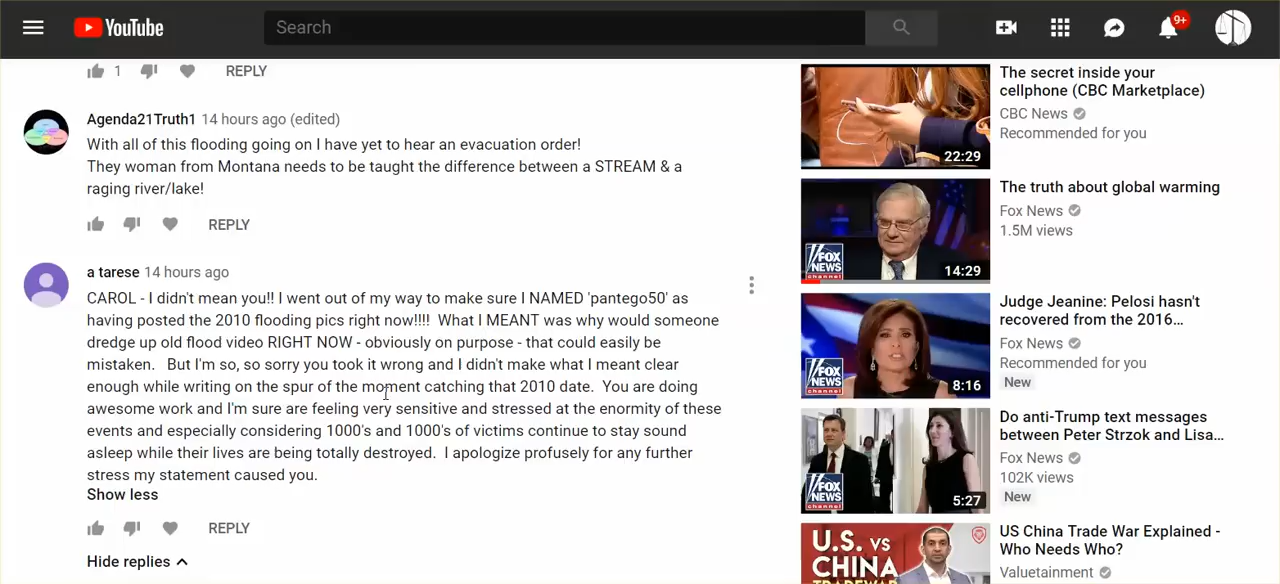 YouTube
Search
9+
1
REPLY
Agenda21Truth1 14 hours ago (edited)
With all of this flooding going on I have yet to hear an evacuation order!
They woman from Montana needs to be taught the difference between a STREAM & a
raging river/lake!
REPLY
a tarese 14 hours ago
CAROL - I didn't mean you!! I went out of my way to make sure I NAMED 'pantego50' as
having posted the 2010 flooding pics right now!!!!  What I MEANT was why would someone
dredge up old flood video RIGHT NOW - obviously on purpose - that could easily be
mistaken.   But I'm so, so sorry you took it wrong and I didn't make what I meant clear
enough while writing on the spur of the moment catching that 2010 date.  You are doing
awesome work and I'm sure are feeling very sensitive and stressed at the enormity of these
events and especially considering 1000's and 1000's of victims continue to stay sound
asleep while their lives are being totally destroyed.  I apologize profusely for any further
stress my statement caused you.
Show less
REPLY
Hide replies
22:29
The secret inside your
cellphone (CBC Marketplace)
CBC News
Recommended for you
FOX
NEWS
channel
14:29
The truth about global warming
Fox News
1.5M views
FOX
NEWS
channel
8:16
Judge Jeanine: Pelosi hasn't
recovered from the 2016...
Fox News
Recommended for you
New
FOX
NEWS
channel
5:27
Do anti-Trump text messages
between Peter Strzok and Lisa...
Fox News
102K views
New
U.S. VS
CHINA
TRADEWAR
US China Trade War Explained -
Who Needs Who?
Valuetainment